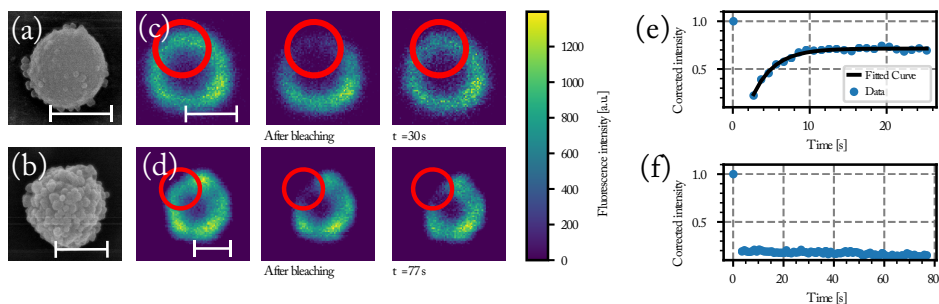 (a)
(c)
After bleaching
t =30 s
(b)
(d)
After bleaching
t =77 s
1200
1000
800
600
400
200
0
Fluorescence intensity [a.u.]
(e)
1.0
0.5
Corrected intensity
Fitted Curve
Data
0
10
20
Time [s]
(f)
1.0
0.5
Corrected intensity
0
20
40
60
80
Time [s]